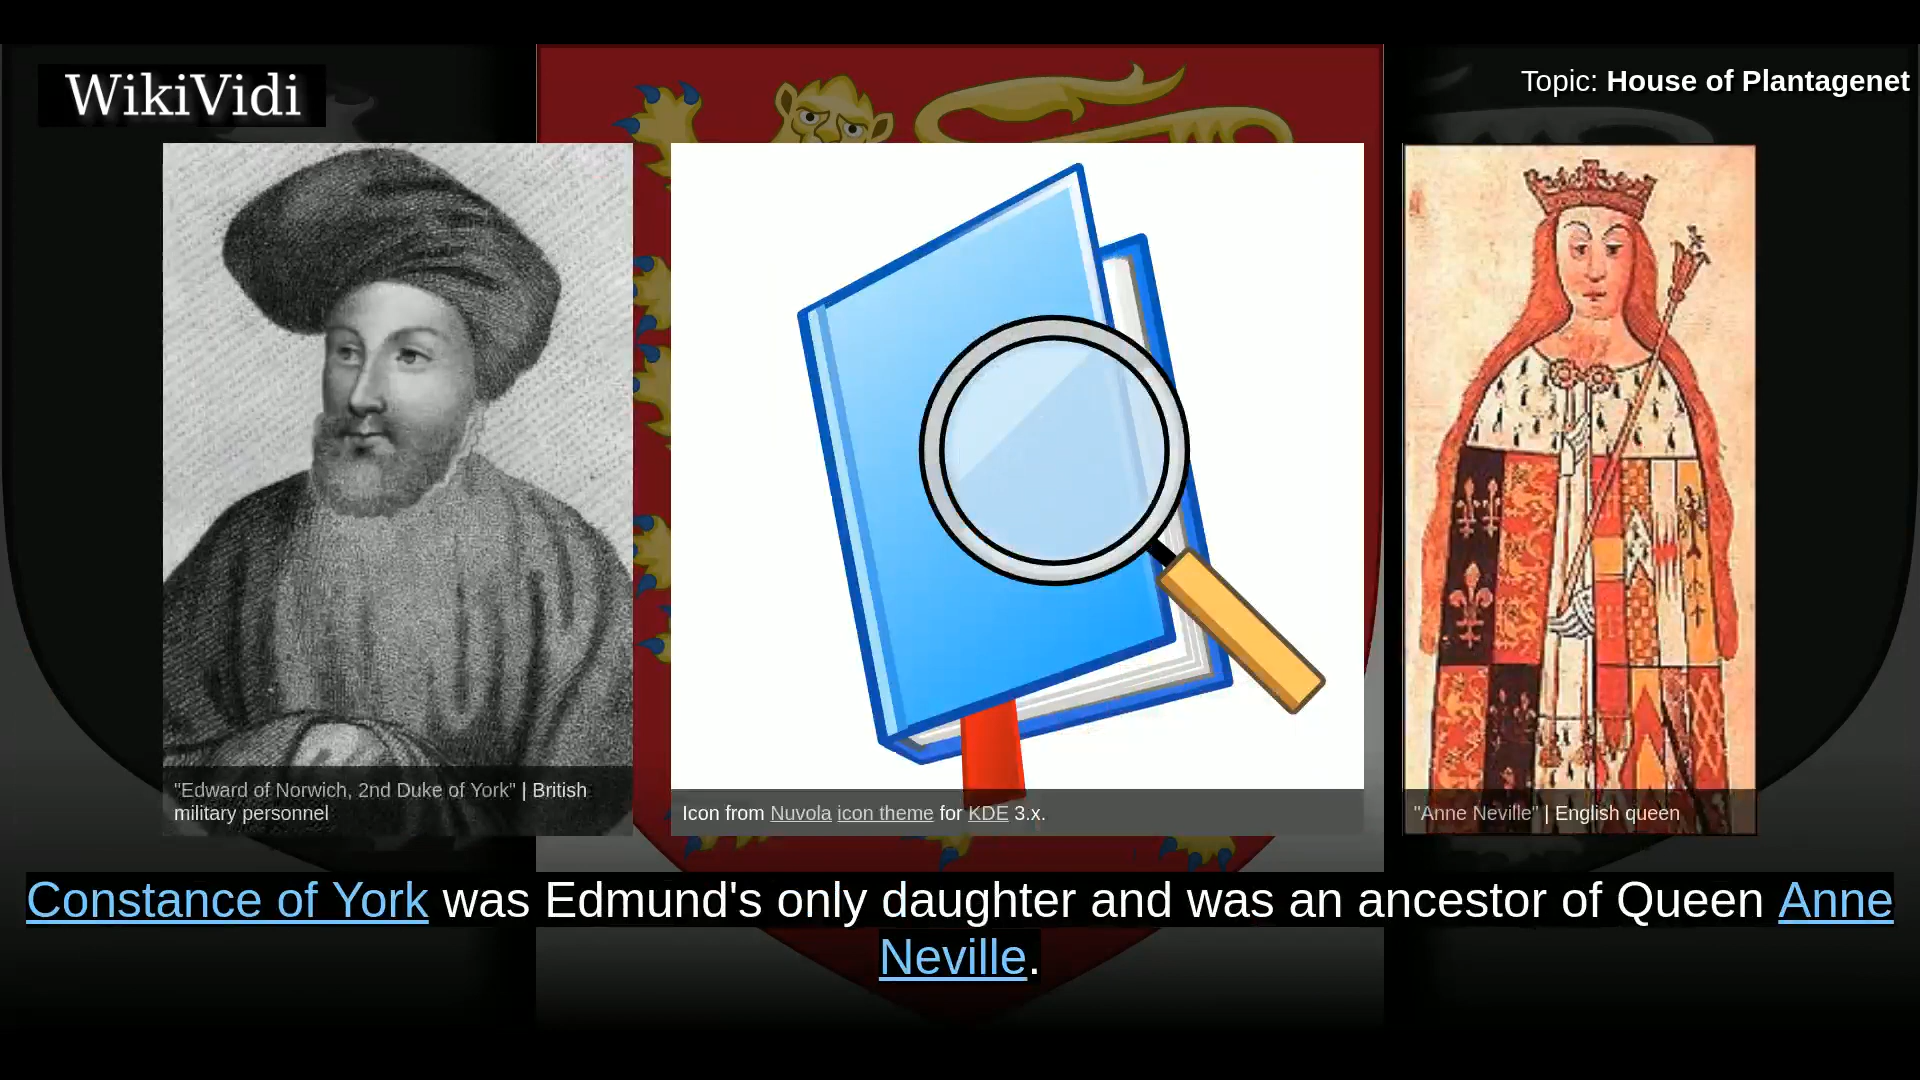 WikiVidi
Topic: House of Plantagenet
"Edward of Norwich, 2nd Duke of York" | British
military personnel
Icon from Nuvola icon theme for KDE 3.x.
"Anne Neville" | English queen
Constance of York was Edmund's only daughter and was an ancestor of Queen Anne
Neville.